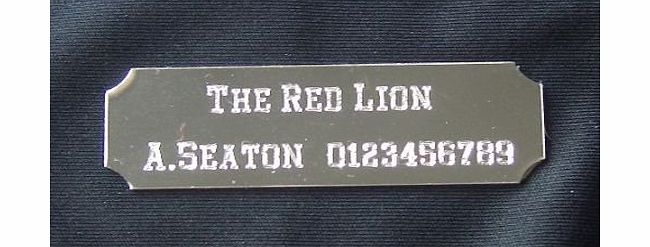 The Red Lion
A.Seaton 0123456789